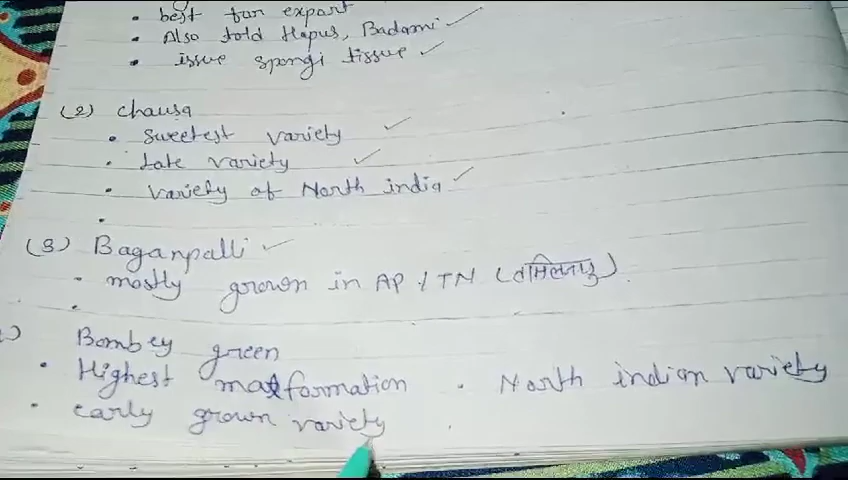 • best for export
• Also told Hapus, Badami ✓
• issue spongi tissue ✓
(2) chausa
• Sweetest variety ✓
• late variety ✓
• variety of North india ✓
•
(3) Baganpalli ✓
• mostly grown in AP / TN (तमिलनाडु)
•
) Bombey green
• Highest malformation • North indian variety
• early grown variety